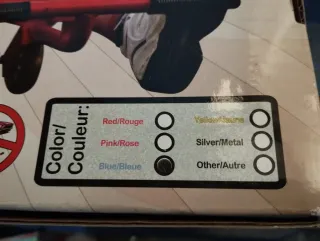 Color/
Couleur:
Red/Rouge
Pink/Rose
Blue/Bleue
Yellow/Jaune
Silver/Metal
Other/Autre